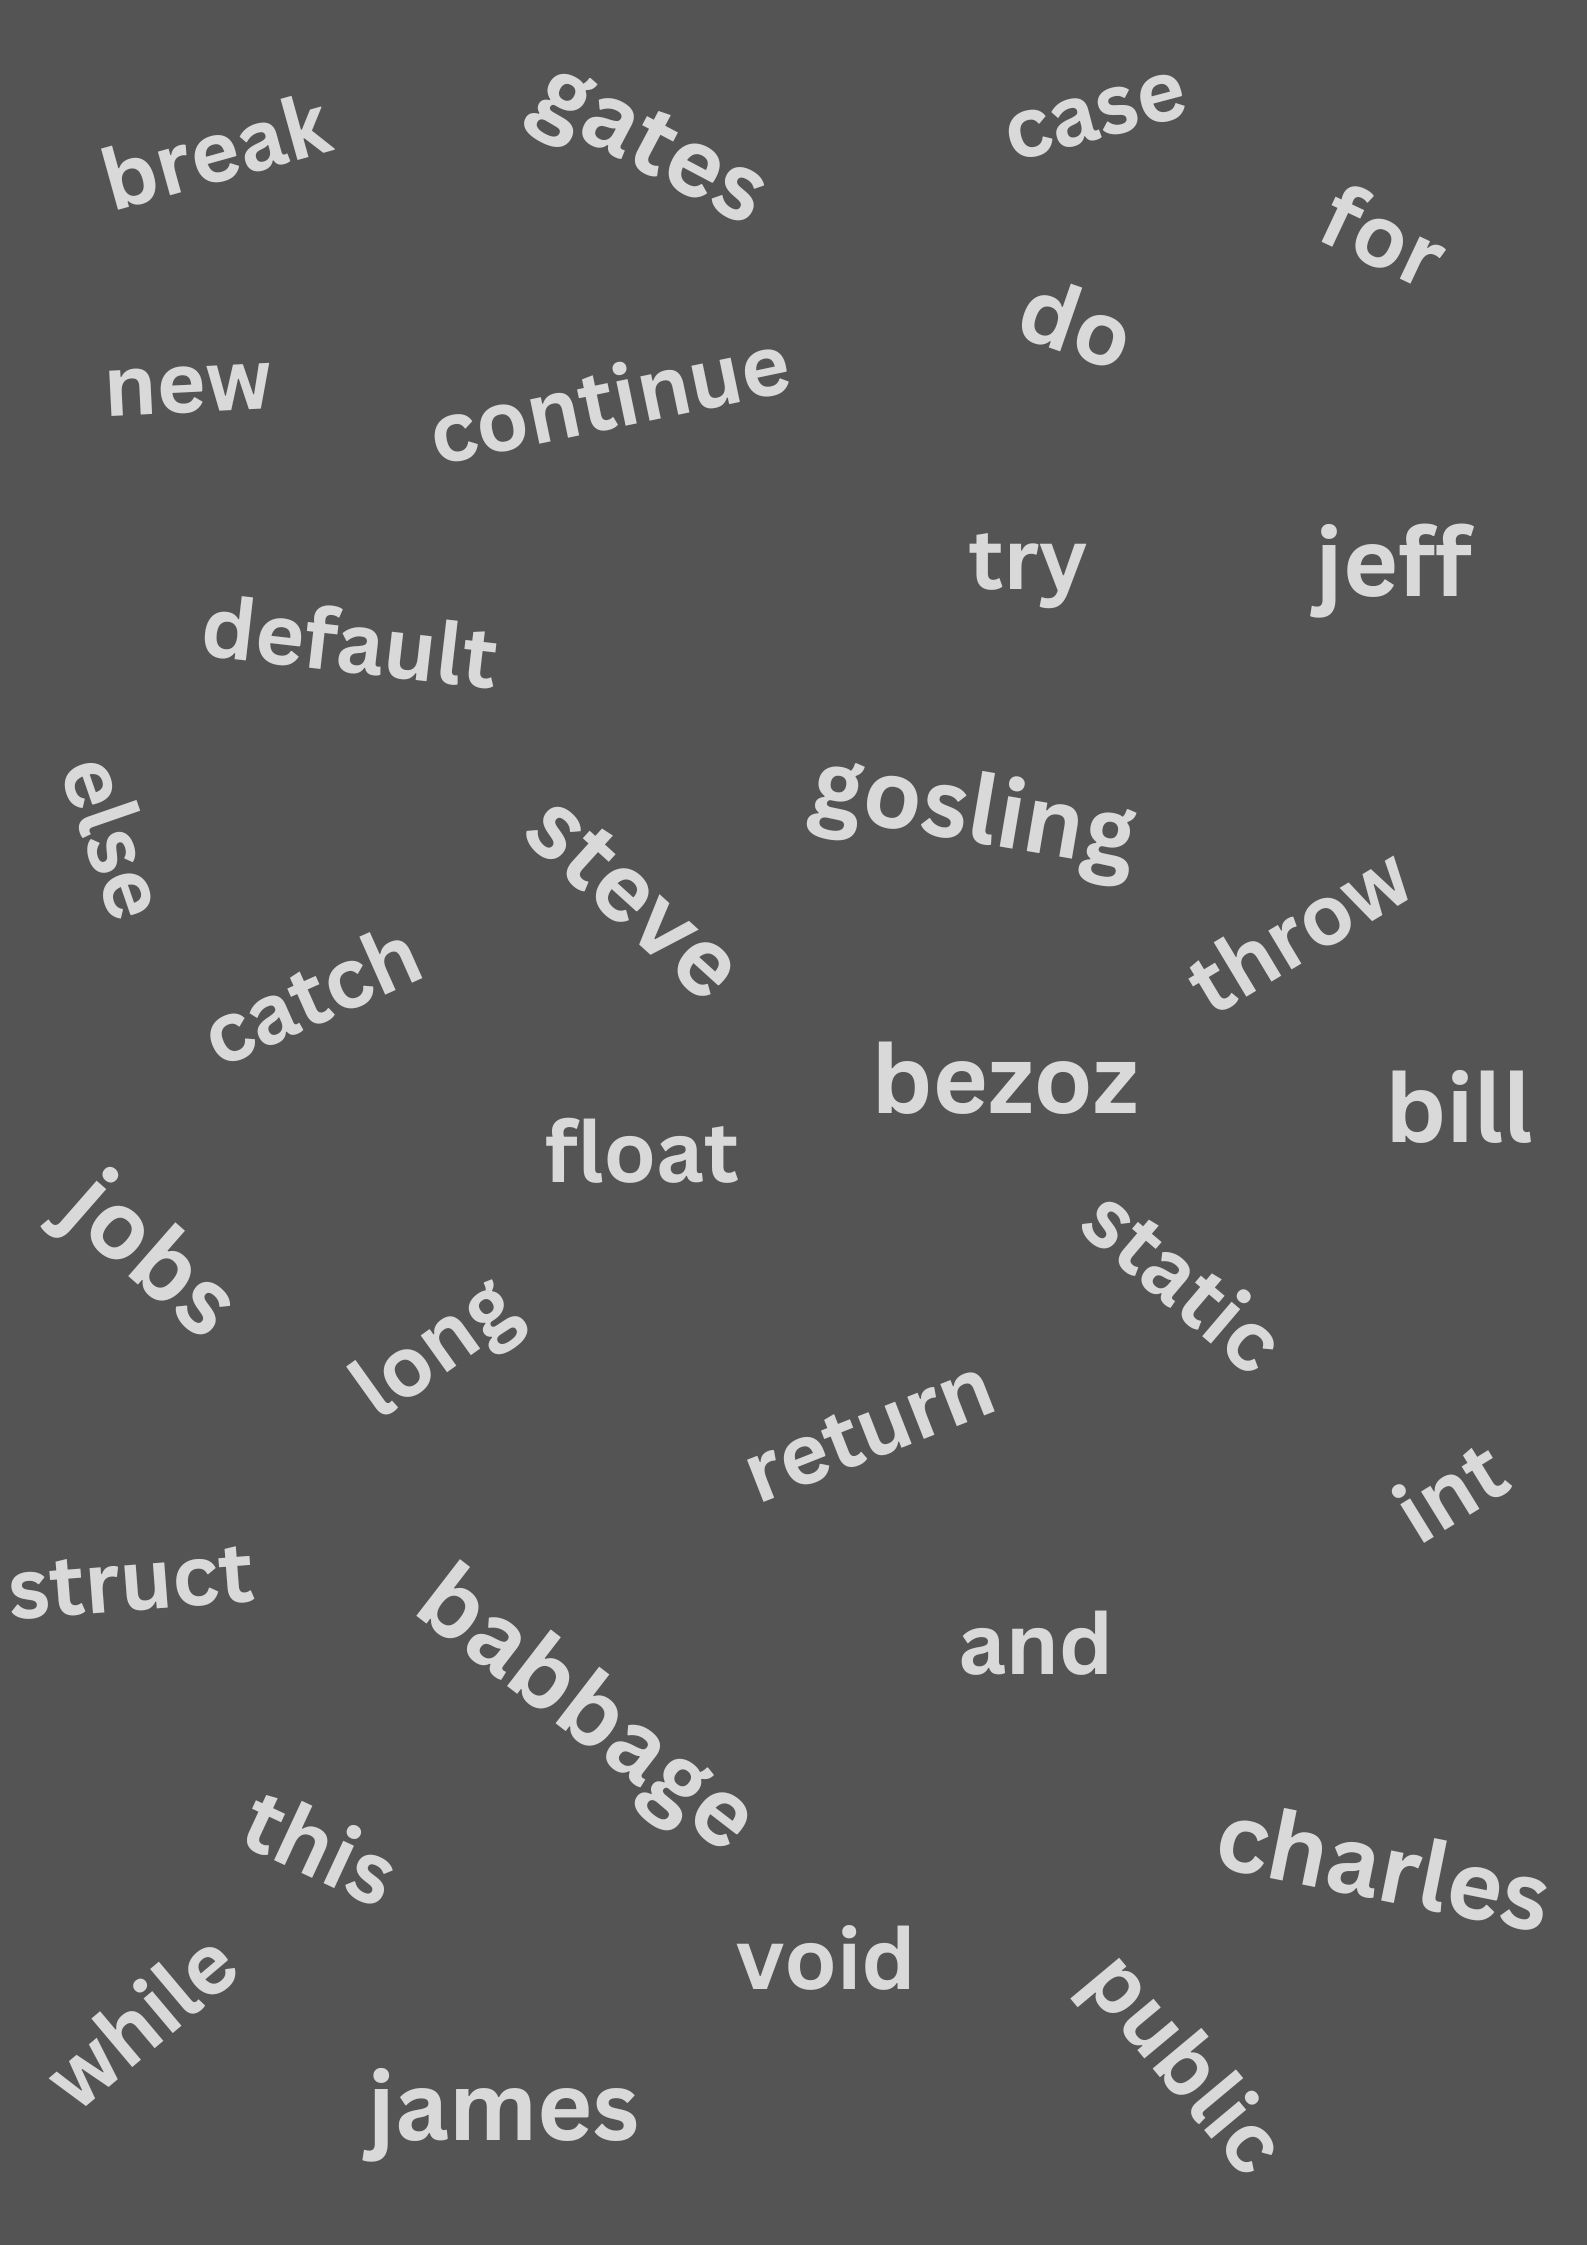 break
gates
case
for
do
new
continue
try
jeff
default
else
steve
gosling
throw
catch
bezoz
bill
float
jobs
static
long
return
int
struct
babbage
and
this
charles
void
while
public
james